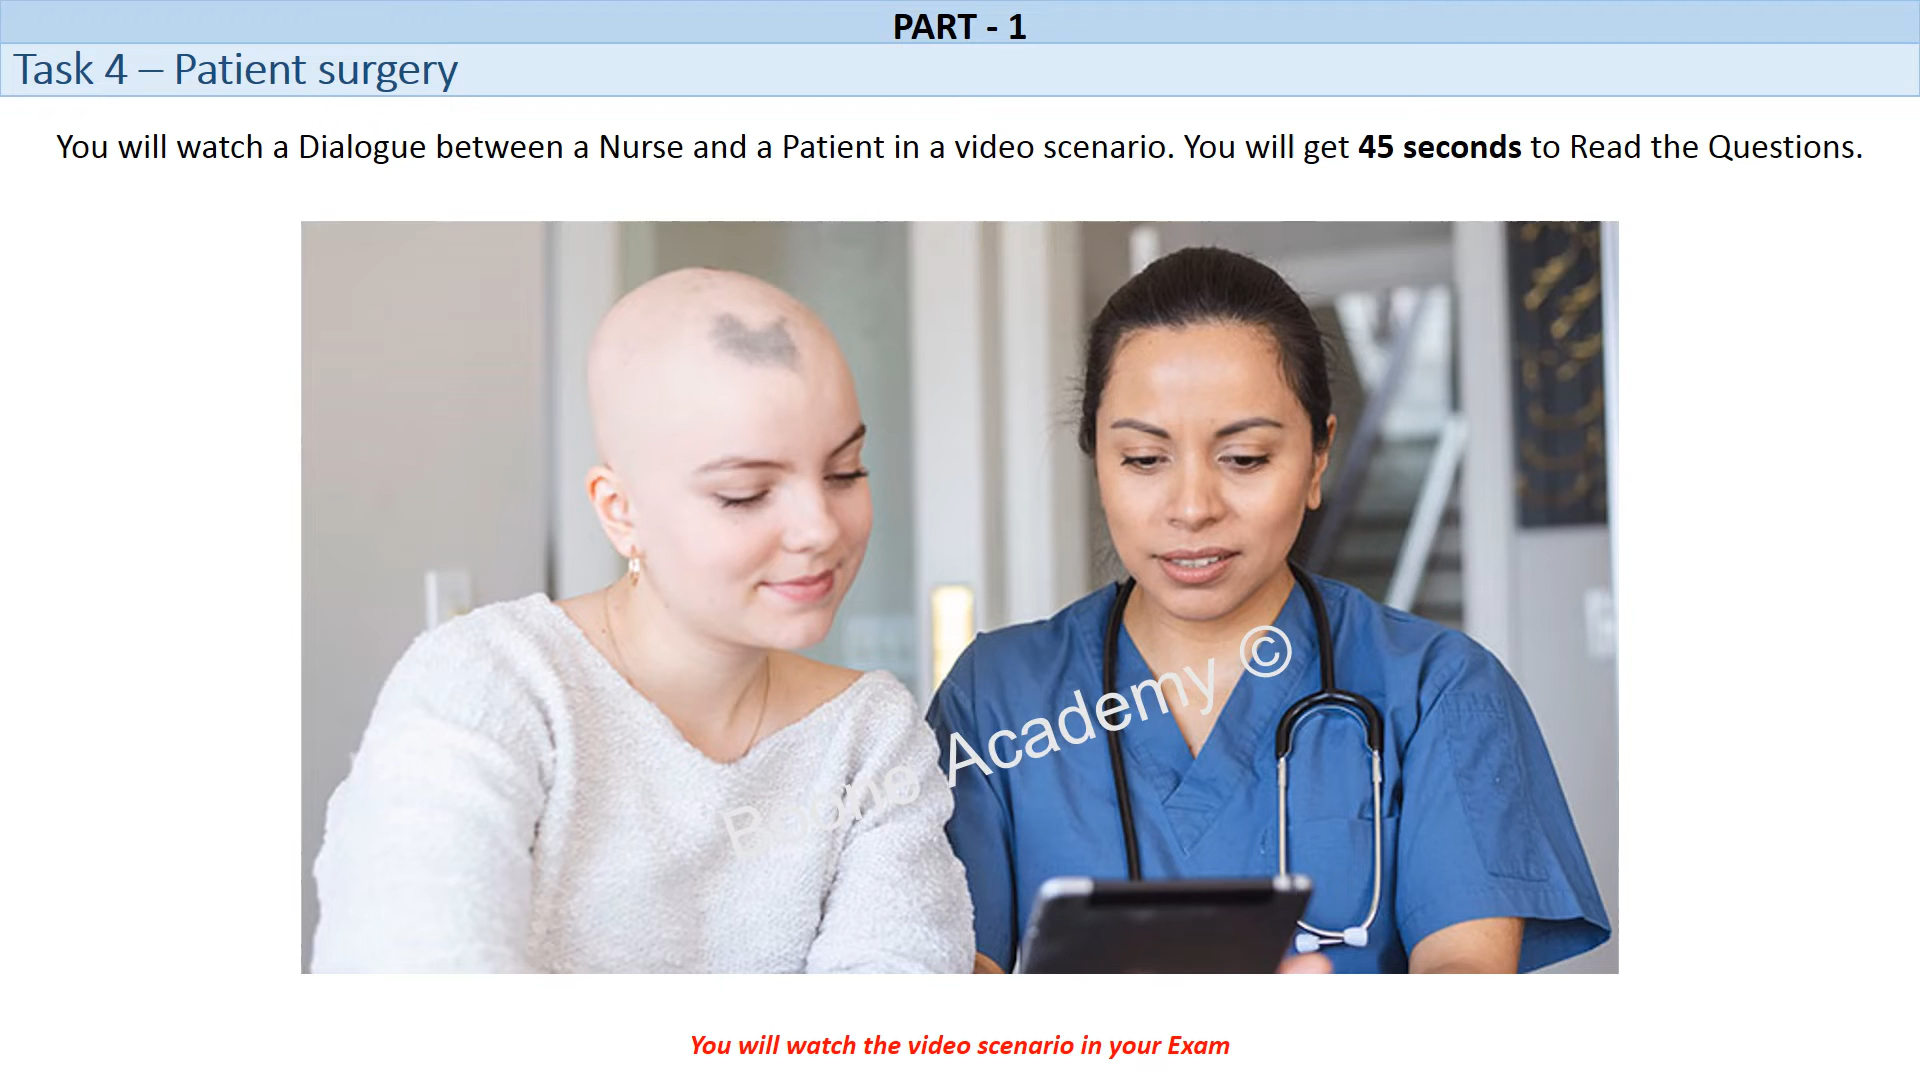 PART - 1
Task 4 – Patient surgery
You will watch a Dialogue between a Nurse and a Patient in a video scenario. You will get 45 seconds to Read the Questions.
Academy ©
You will watch the video scenario in your Exam